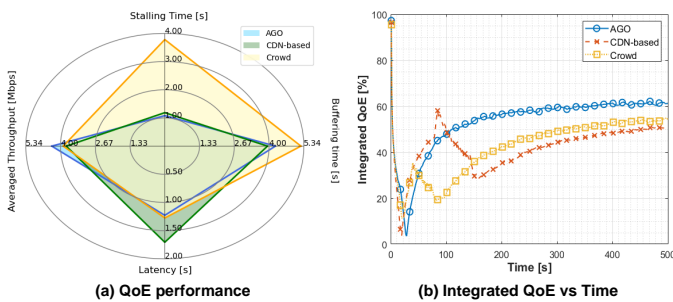 Stalling Time [s]
4.00
3.00
2.00
1.00
AGO
CDN-based
Crowd
Averaged Throughput [Mbps]
5.34
4.00
2.67
1.33
1.33
2.67
4.00
5.34
Buffering time [s]
0.50
1.00
1.50
2.00
Latency [s]
(a) QoE performance
100
80
60
40
20
0
Integrated QoE [%]
AGO
CDN-based
Crowd
0
100
200
300
400
500
Time [s]
(b) Integrated QoE vs Time